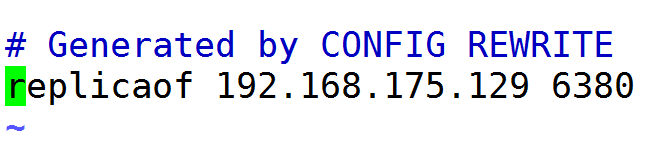 # Generated by CONFIG REWRITE
replicaof 192.168.175.129 6380
~